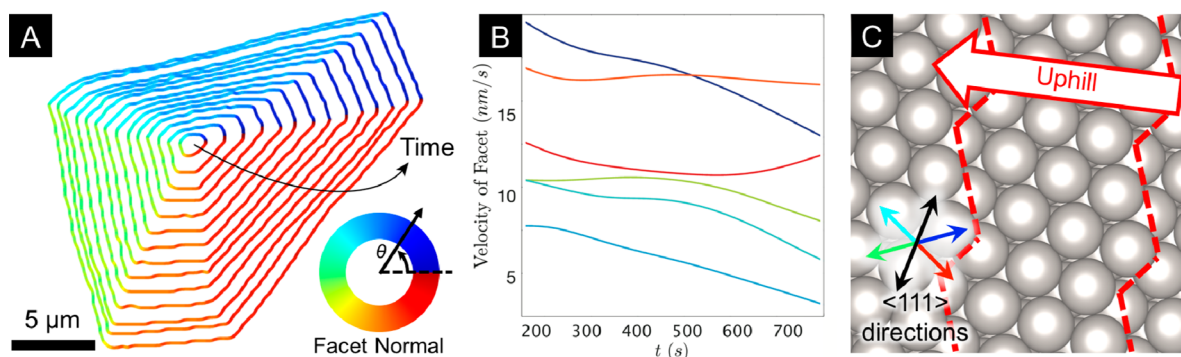 A
Time
θ
5 μm
Facet Normal
B
Velocity of Facet (nm/s)
15
10
5
200 300 400 500 600 700
t (s)
C
Uphill
<111>
directions